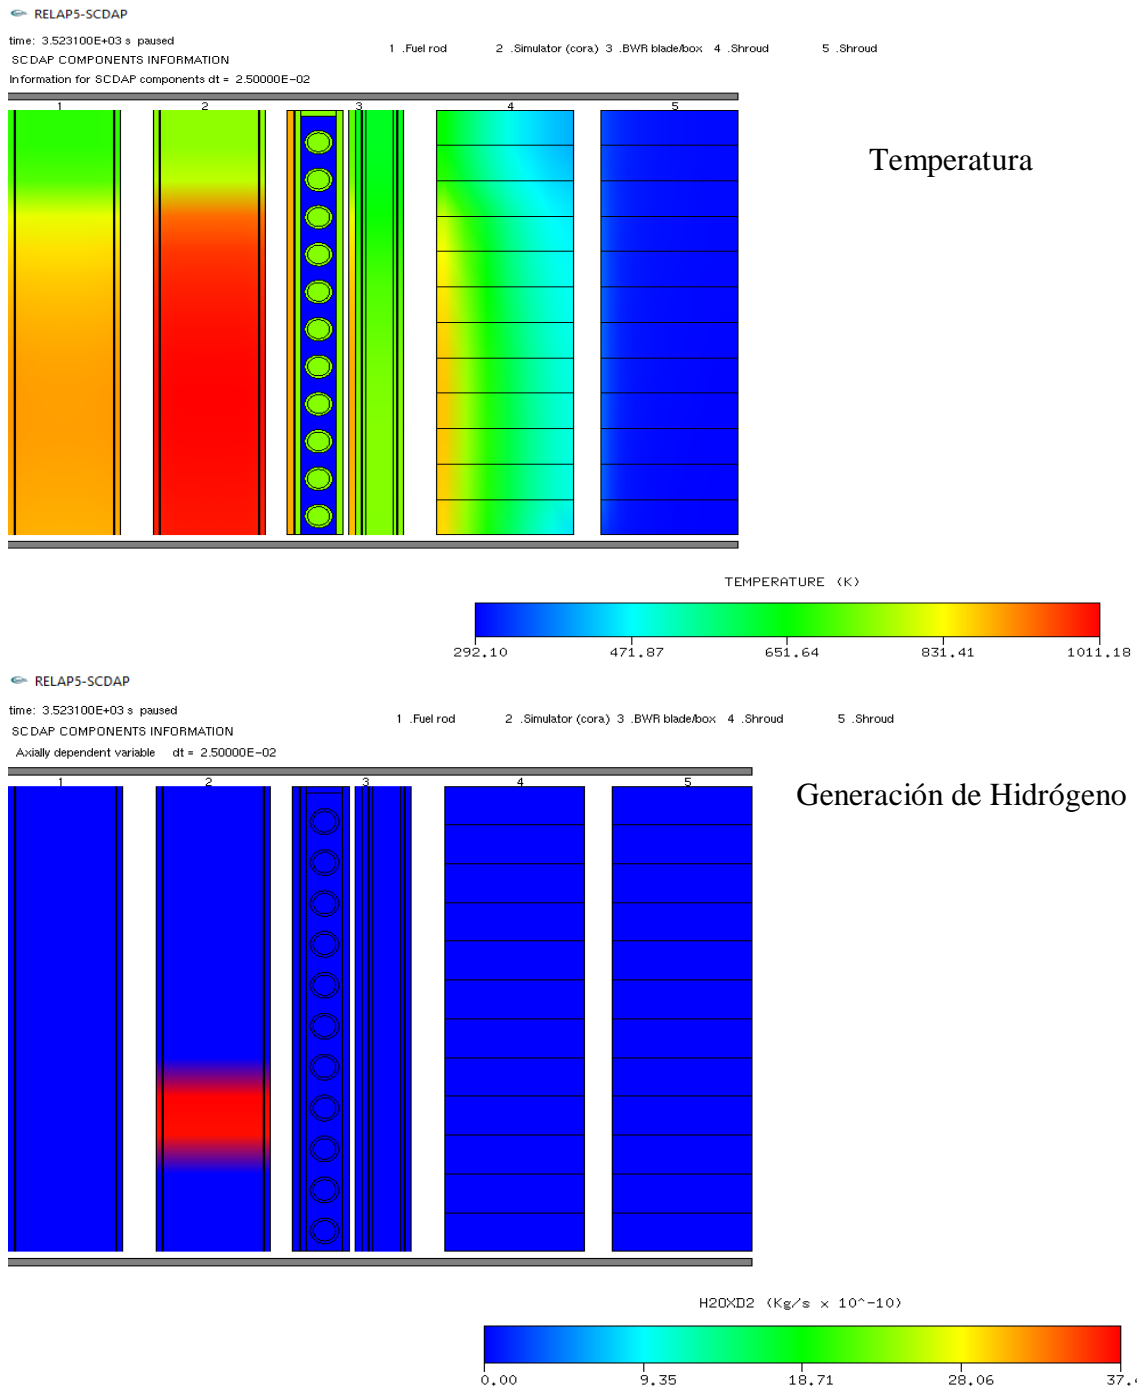 RELAP5-SCDAP
time: 3.523100E+03 s paused
1 .Fuel rod 2 .Simulator (cora) 3 .BWR blade/box 4 .Shroud 5 .Shroud
SCDAP COMPONENTS INFORMATION
Information for SCDAP components dt = 2.50000E-02
1 2 3 4 5
Temperatura
TEMPERATURE (K)
292.10 471.87 651.64 831.41 1011.18
RELAP5-SCDAP
time: 3.523100E+03 s paused
1 .Fuel rod 2 .Simulator (cora) 3 .BWR blade/box 4 .Shroud 5 .Shroud
SCDAP COMPONENTS INFORMATION
Axially dependent variable dt = 2.50000E-02
1 2 3 4 5
Generación de Hidrógeno
H2OXD2 (Kg/s x 10^-10)
0.00 9.35 18.71 28.06